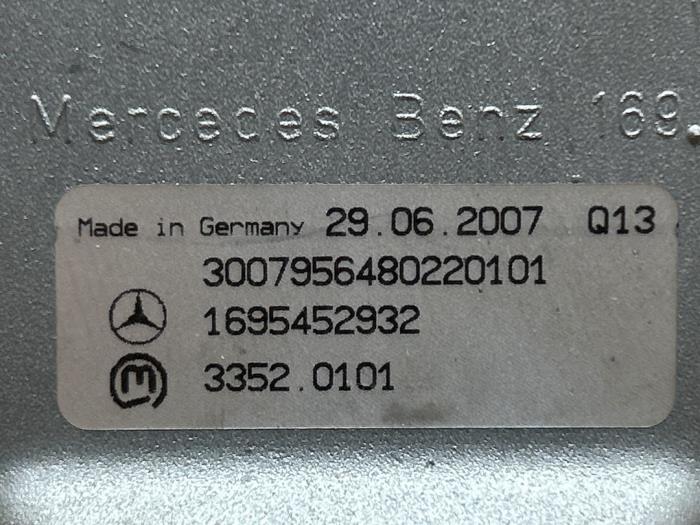 Mercedes Benz 169.
Made in Germany 29.06.2007 Q13
3007956480220101
1695452932
3352.0101